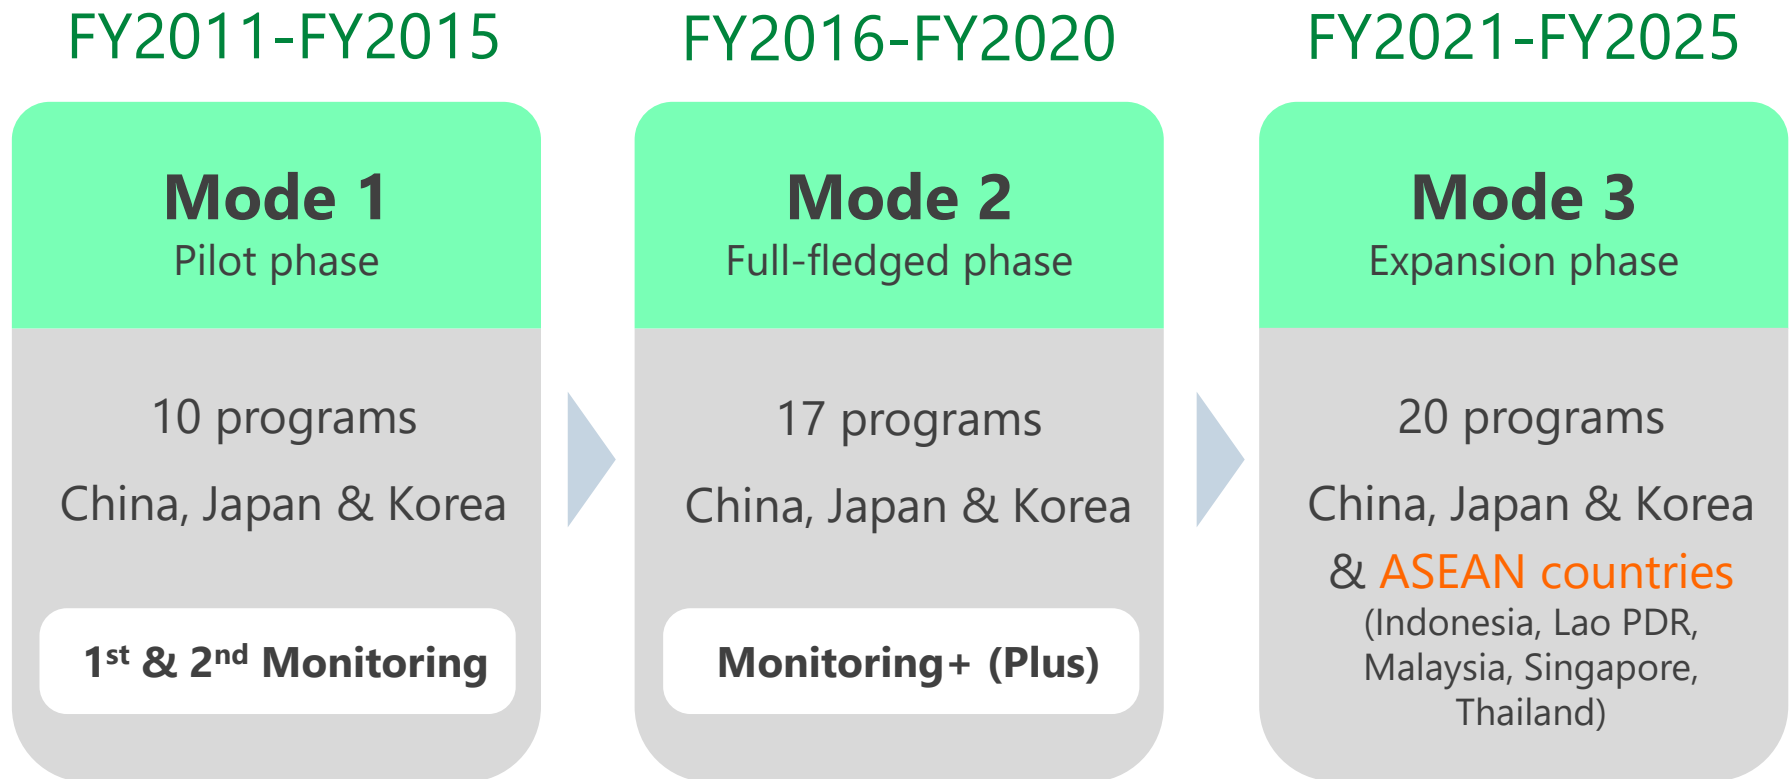 FY2011-FY2015
Mode 1
Pilot phase
10 programs
China, Japan & Korea
1st & 2nd Monitoring
FY2016-FY2020
Mode 2
Full-fledged phase
17 programs
China, Japan & Korea
Monitoring+ (Plus)
FY2021-FY2025
Mode 3
Expansion phase
20 programs
China, Japan & Korea
& ASEAN countries
(Indonesia, Lao PDR,
Malaysia, Singapore,
Thailand)